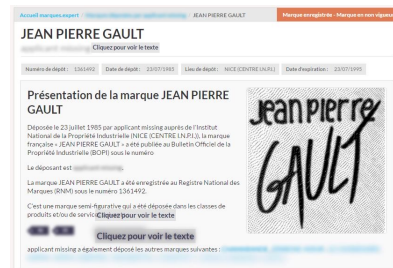 Accueil marques.expert
JEAN PIERRE GAULT
Marque enregistrée - Marque en non vigueur
JEAN PIERRE GAULT
applicant missing Cliquez pour voir le texte
Numéro de dépôt : 1361492 Date de dépôt : 23/07/1985 Lieu de dépôt : NICE (CENTRE I.N.P.I.) Date d'expiration : 23/07/1995
Présentation de la marque JEAN PIERRE
GAULT
Déposée le 23 juillet 1985 par applicant missing auprès de l'Institut
National de la Propriété Industrielle (NICE (CENTRE I.N.P.I.)), la marque
française « JEAN PIERRE GAULT » a été publiée au Bulletin Officiel de la
Propriété Industrielle (BOPI) sous le numéro
Le déposant est
La marque JEAN PIERRE GAULT a été enregistrée au Registre National des
Marques (RNM) sous le numéro 1361492.
C'est une marque semi-figurative qui a été déposée dans les classes de
produits et/ou de services Cliquez pour voir le texte
Cliquez pour voir le texte
applicant missing a également déposé les autres marques suivantes :
jean pierre
GAULT